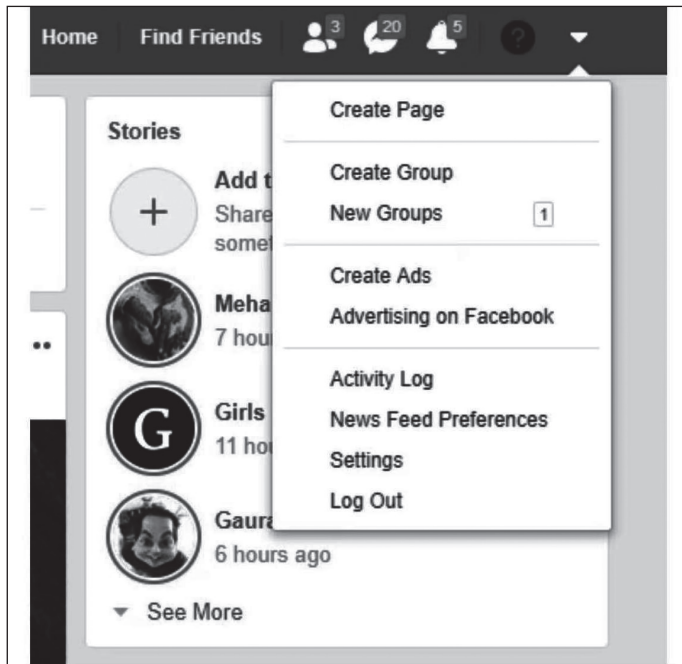 Home Find Friends 3 20 5 ?
Stories
Add t
Share
somet
Meha
7 hou
G
Girls
11 hou
Gaura
6 hours ago
See More
Create Page
Create Group
New Groups 1
Create Ads
Advertising on Facebook
Activity Log
News Feed Preferences
Settings
Log Out